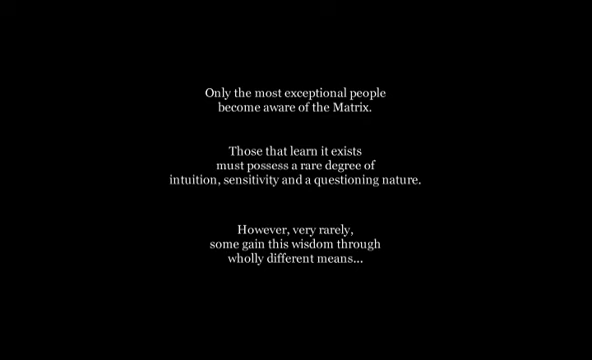 Only the most exceptional people
become aware of the Matrix.
Those that learn it exists
must possess a rare degree of
intuition, sensitivity and a questioning nature.
However, very rarely,
some gain this wisdom through
wholly different means...